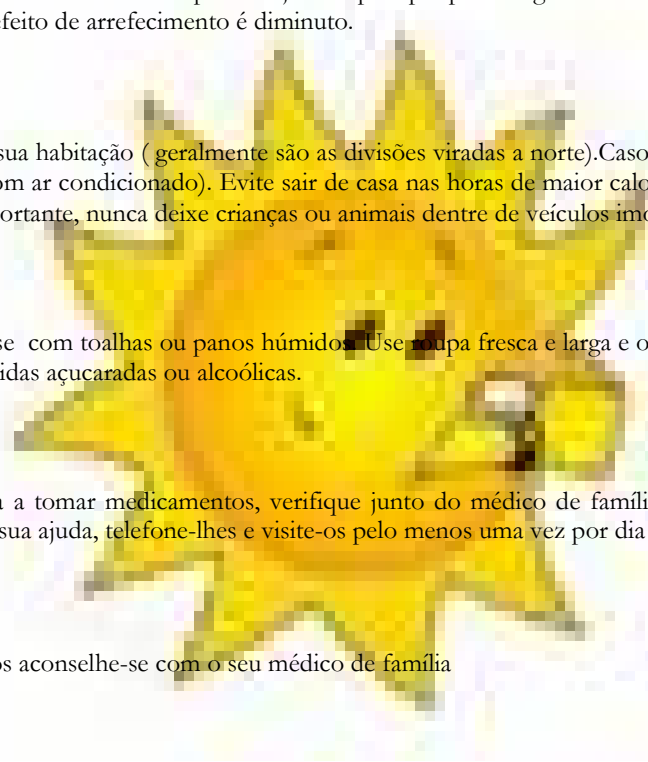 efeito de arrefecimento é diminuto.
sua habitação ( geralmente são as divisões viradas a norte).Caso
om ar condicionado). Evite sair de casa nas horas de maior calo
ortante, nunca deixe crianças ou animais dentre de veículos imo
se com toalhas ou panos húmidos. Use roupa fresca e larga e o
idas açucaradas ou alcoólicas.
a a tomar medicamentos, verifique junto do médico de famíli
sua ajuda, telefone-lhes e visite-os pelo menos uma vez por dia
os aconselhe-se com o seu médico de família